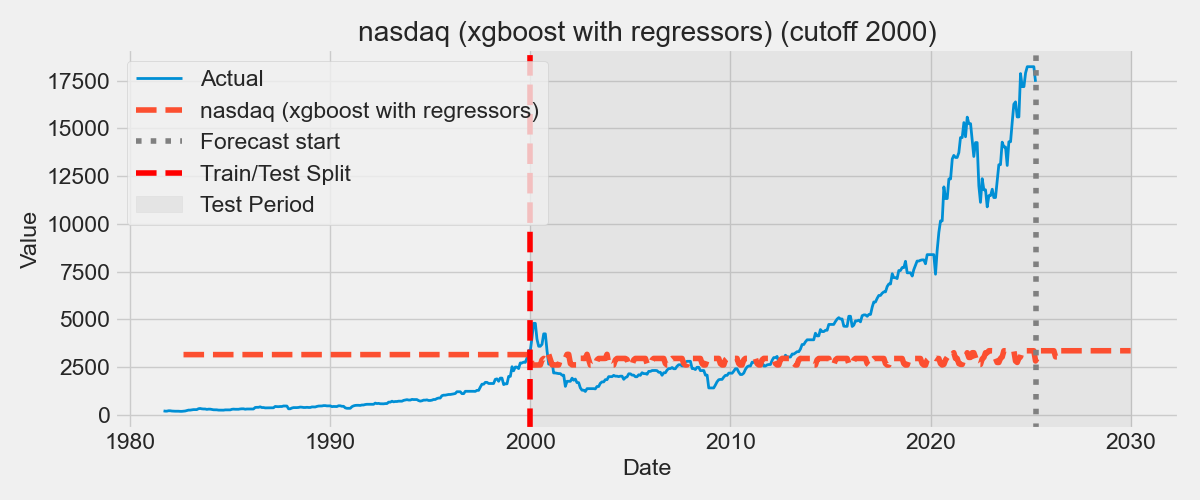 nasdaq (xgboost with regressors) (cutoff 2000)
Actual
nasdaq (xgboost with regressors)
Forecast start
Train/Test Split
Test Period
Value
17500
15000
12500
10000
7500
5000
2500
0
1980
1990
2000
2010
2020
2030
Date